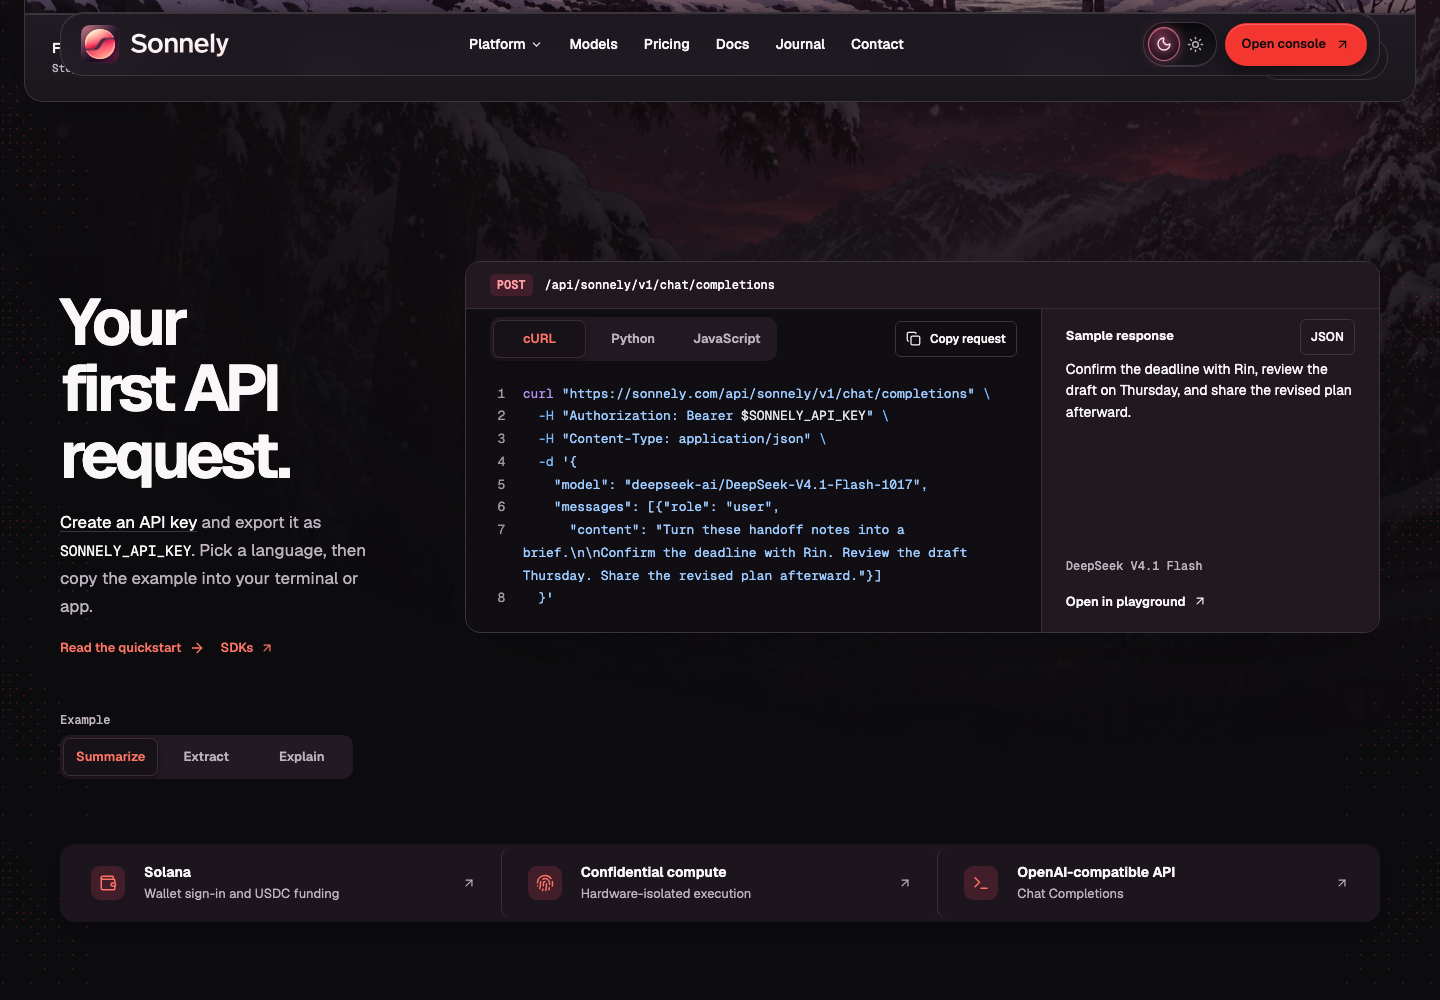 Sonnely
Platform
Models
Pricing
Docs
Journal
Contact
Open console
Your
first API
request.
Create an API key and export it as
SONNELY_API_KEY. Pick a language, then
copy the example into your terminal or
app.
Read the quickstart
SDKs
Example
Summarize
Extract
Explain
POST /api/sonnely/v1/chat/completions
cURL
Python
JavaScript
Copy request
1 curl "https://sonnely.com/api/sonnely/v1/chat/completions" \
2 -H "Authorization: Bearer $SONNELY_API_KEY" \
3 -H "Content-Type: application/json" \
4 -d '{
5 "model": "deepseek-ai/DeepSeek-V4.1-Flash-1017",
6 "messages": [{"role": "user",
7 "content": "Turn these handoff notes into a
brief.\n\nConfirm the deadline with Rin. Review the draft
Thursday. Share the revised plan afterward."}]
8 }'
Sample response
JSON
Confirm the deadline with Rin, review the
draft on Thursday, and share the revised plan
afterward.
DeepSeek V4.1 Flash
Open in playground
Solana
Wallet sign-in and USDC funding
Confidential compute
Hardware-isolated execution
OpenAI-compatible API
Chat Completions